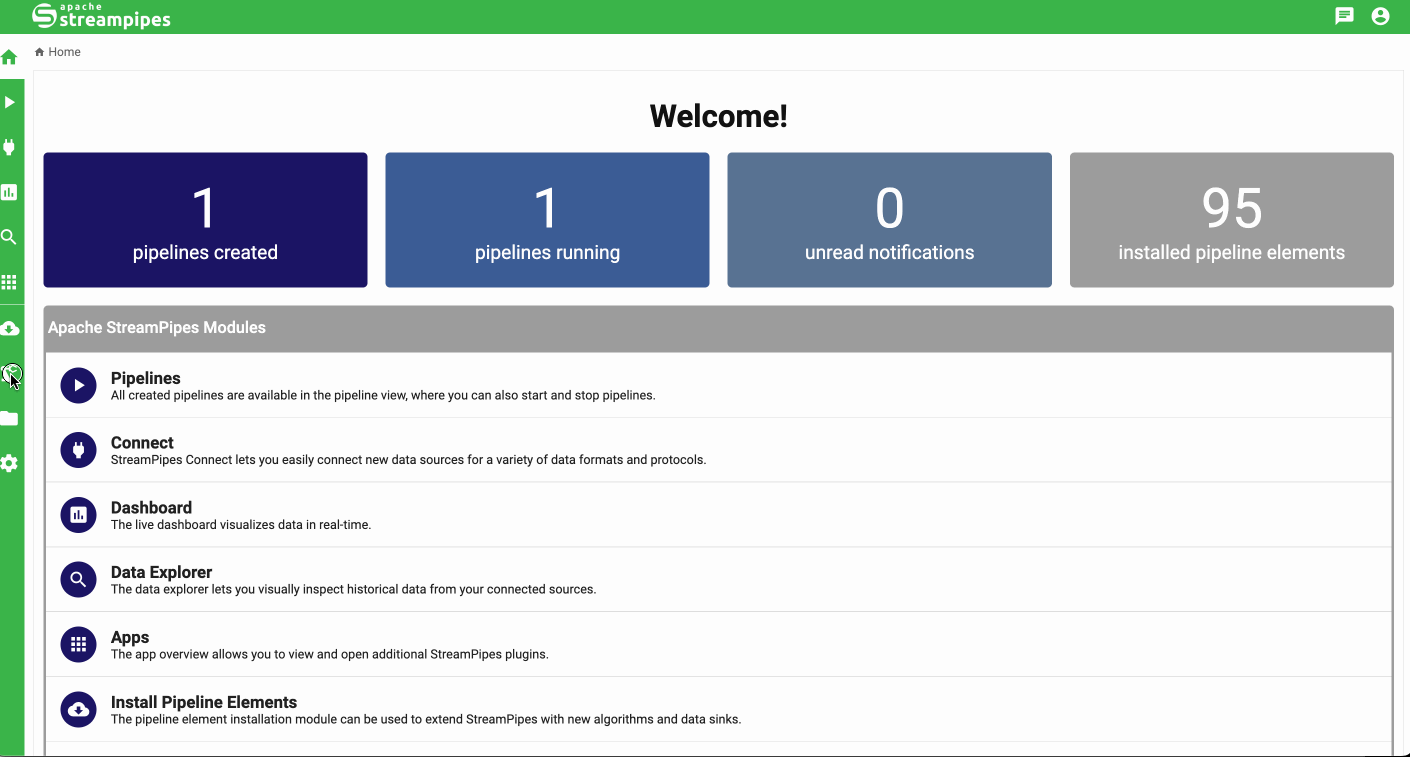 apache
streampipes
Home
Welcome!
1
pipelines created
1
pipelines running
0
unread notifications
95
installed pipeline elements
Apache StreamPipes Modules
Pipelines
All created pipelines are available in the pipeline view, where you can also start and stop pipelines.
Connect
StreamPipes Connect lets you easily connect new data sources for a variety of data formats and protocols.
Dashboard
The live dashboard visualizes data in real-time.
Data Explorer
The data explorer lets you visually inspect historical data from your connected sources.
Apps
The app overview allows you to view and open additional StreamPipes plugins.
Install Pipeline Elements
The pipeline element installation module can be used to extend StreamPipes with new algorithms and data sinks.